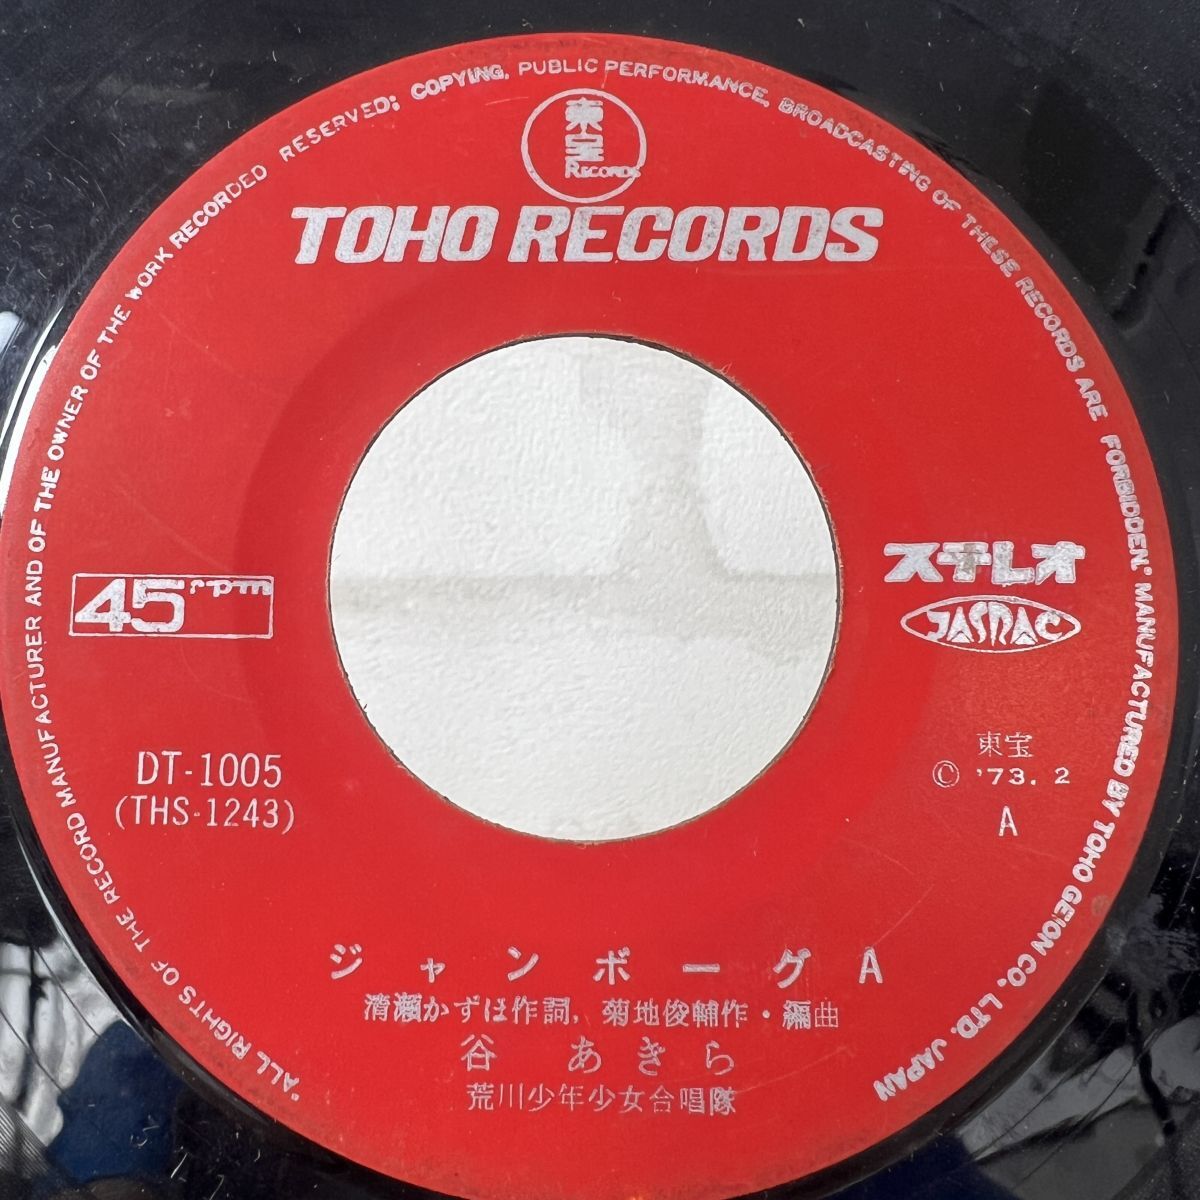 "ALL RIGHTS OF THE RECORD MANUFACTURER AND OF THE OWNER OF THE WORK RECORDED RESERVED; COPYING, PUBLIC PERFORMANCE, BROADCASTING OF THESE RECORDS ARE FORBIDDEN." MANUFACTURED BY TOHO GEION CO. LTD. JAPAN
東宝
RECORDS
TOHO RECORDS
45 rpm
ステレオ
JASRAC
DT-1005
(THS-1243)
東宝
© '73. 2
A
ジャンボーグA
清瀬かずほ作詞, 菊地俊輔作・編曲
谷 あきら
荒川少年少女合唱隊